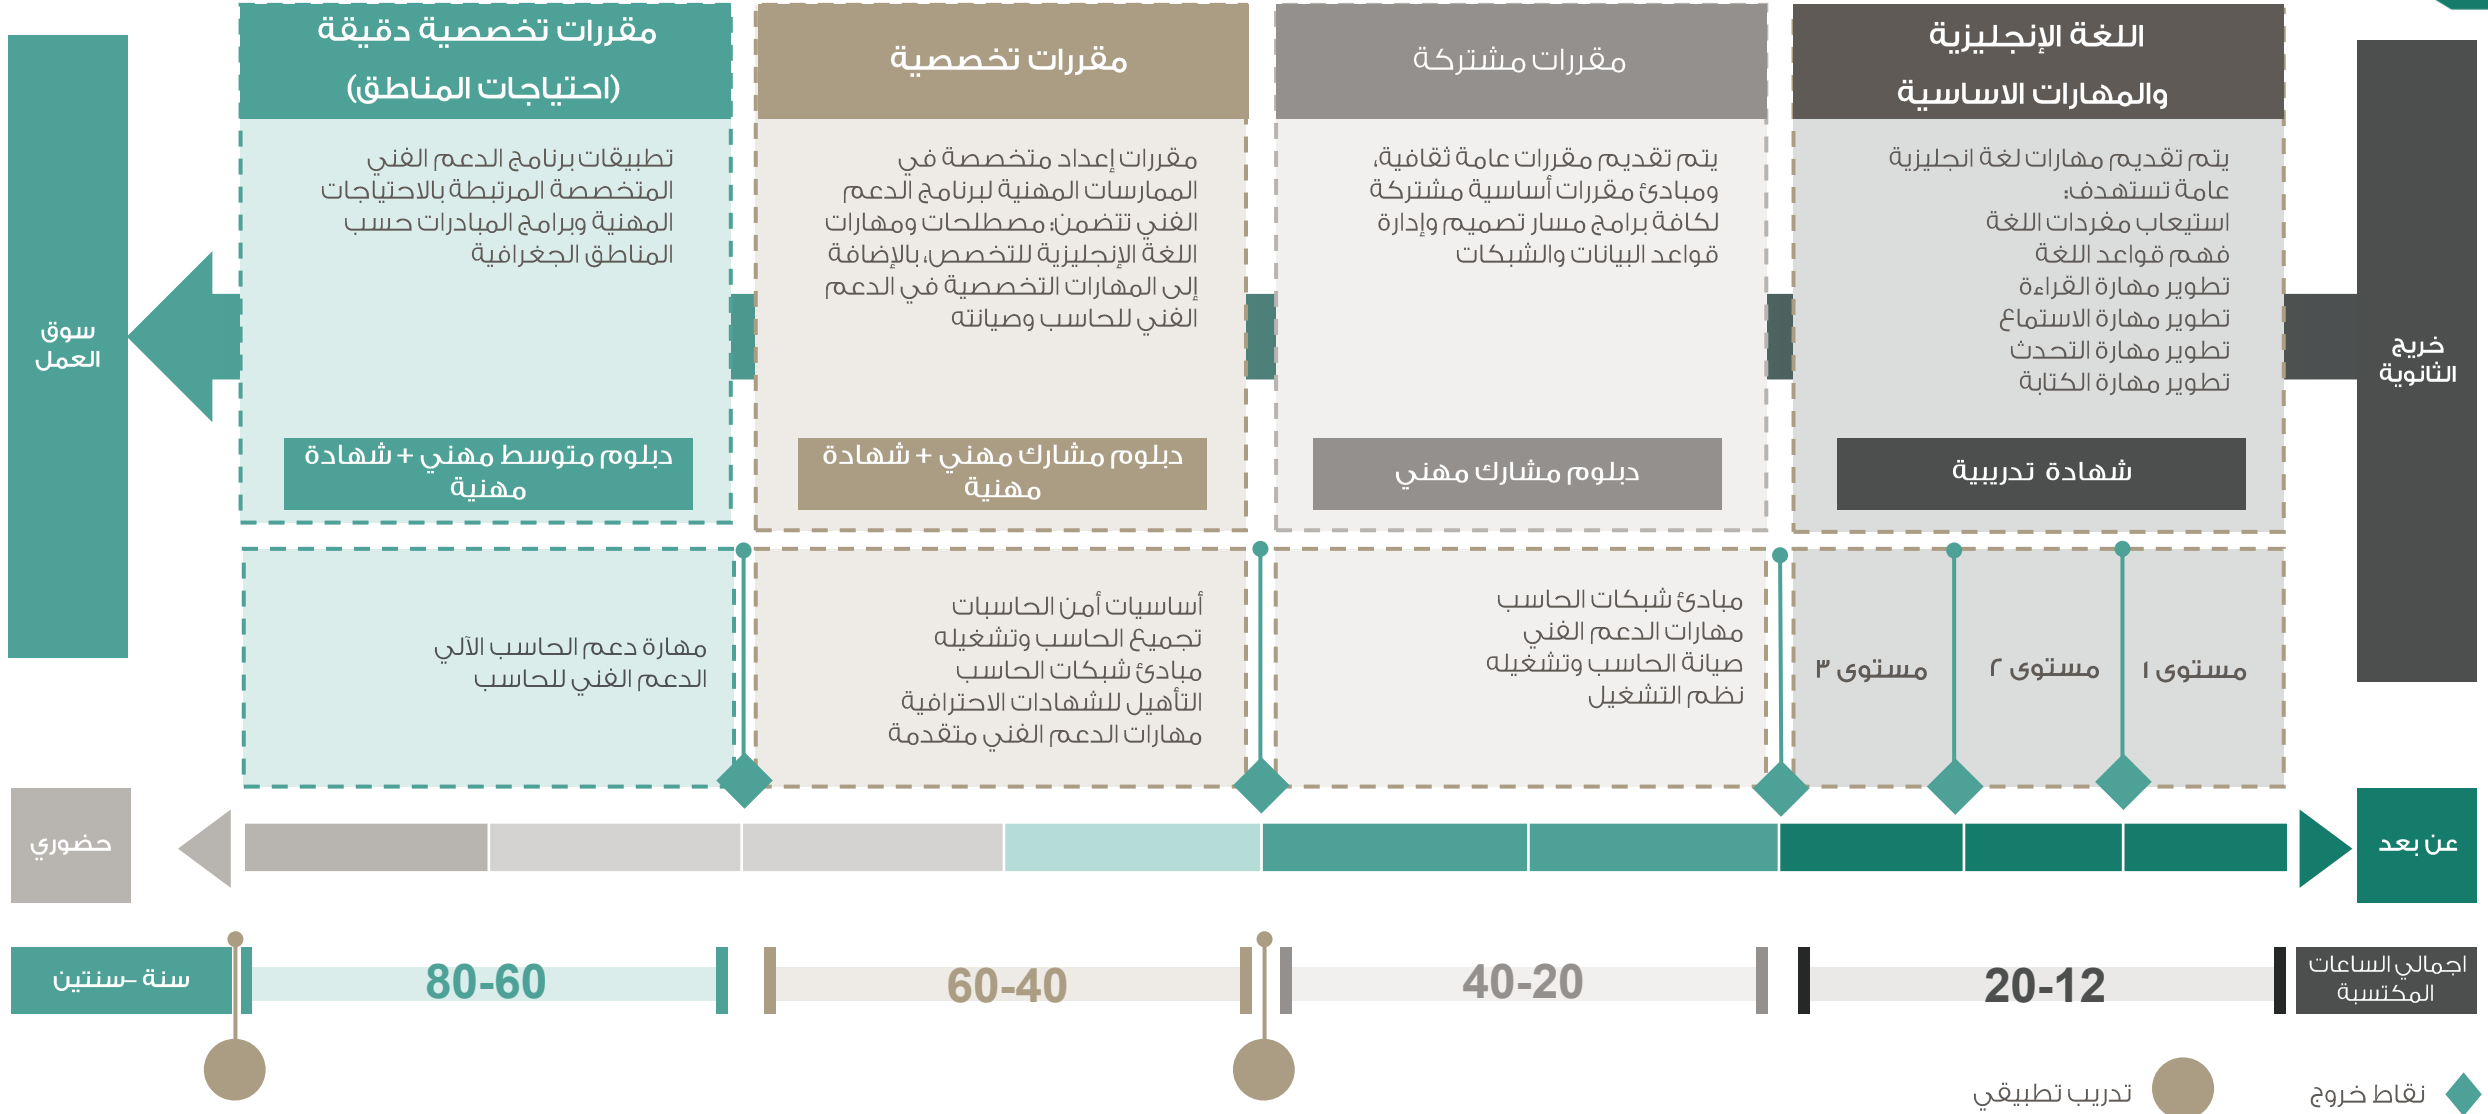 خريج
الثانوية
اللغة الإنجليزية
والمهارات الاساسية
يتم تقديم مهارات لغة انجليزية
عامة تستهدف:
استيعاب مفردات اللغة
فهم قواعد اللغة
تطوير مهارة القراءة
تطوير مهارة الاستماع
تطوير مهارة التحدث
تطوير مهارة الكتابة
شهادة تدريبية
مقررات مشتركة
يتم تقديم مقررات عامة ثقافية،
ومبادئ مقررات أساسية مشتركة
لكافة برامج مسار تصميم وإدارة
قواعد البيانات والشبكات
دبلوم مشارك مهني
مقررات تخصصية
مقررات إعداد متخصصة في
الممارسات المهنية لبرنامج الدعم
الفني تتضمن: مصطلحات ومهارات
اللغة الإنجليزية للتخصص، بالإضافة
إلى المهارات التخصصية في الدعم
الفني للحاسب وصيانته
دبلوم مشارك مهني + شهادة
مهنية
مقررات تخصصية دقيقة
(احتياجات المناطق)
تطبيقات برنامج الدعم الفني
المتخصصة المرتبطة بالاحتياجات
المهنية وبرامج المبادرات حسب
المناطق الجغرافية
دبلوم متوسط مهني + شهادة
مهنية
سوق
العمل
مستوى ١
مستوى ٢
مستوى ٣
مبادئ شبكات الحاسب
مهارات الدعم الفني
صيانة الحاسب وتشغيله
نظم التشغيل
أساسيات أمن الحاسبات
تجميع الحاسب وتشغيله
مبادئ شبكات الحاسب
التأهيل للشهادات الاحترافية
مهارات الدعم الفني متقدمة
مهارة دعم الحاسب الآلي
الدعم الفني للحاسب
عن بعد
حضوري
اجمالي الساعات
المكتسبة
20-12
40-20
60-40
80-60
سنة –سنتين
نقاط خروج
تدريب تطبيقي